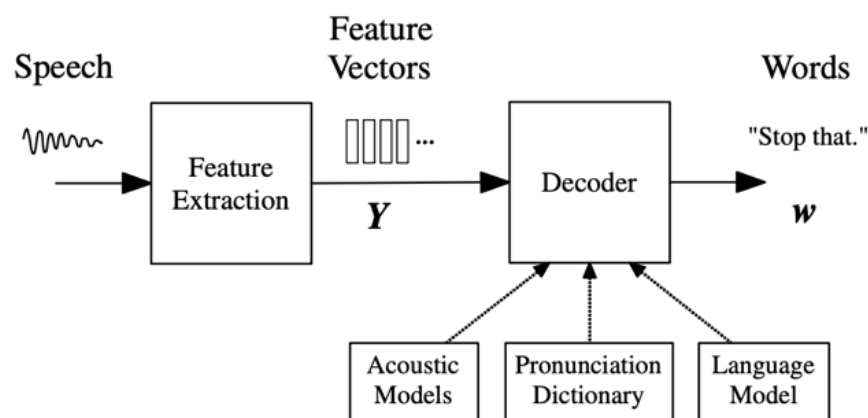 Speech
Feature
Vectors
Words
Feature
Extraction
...
Y
Decoder
"Stop that."
w
Acoustic
Models
Pronunciation
Dictionary
Language
Model